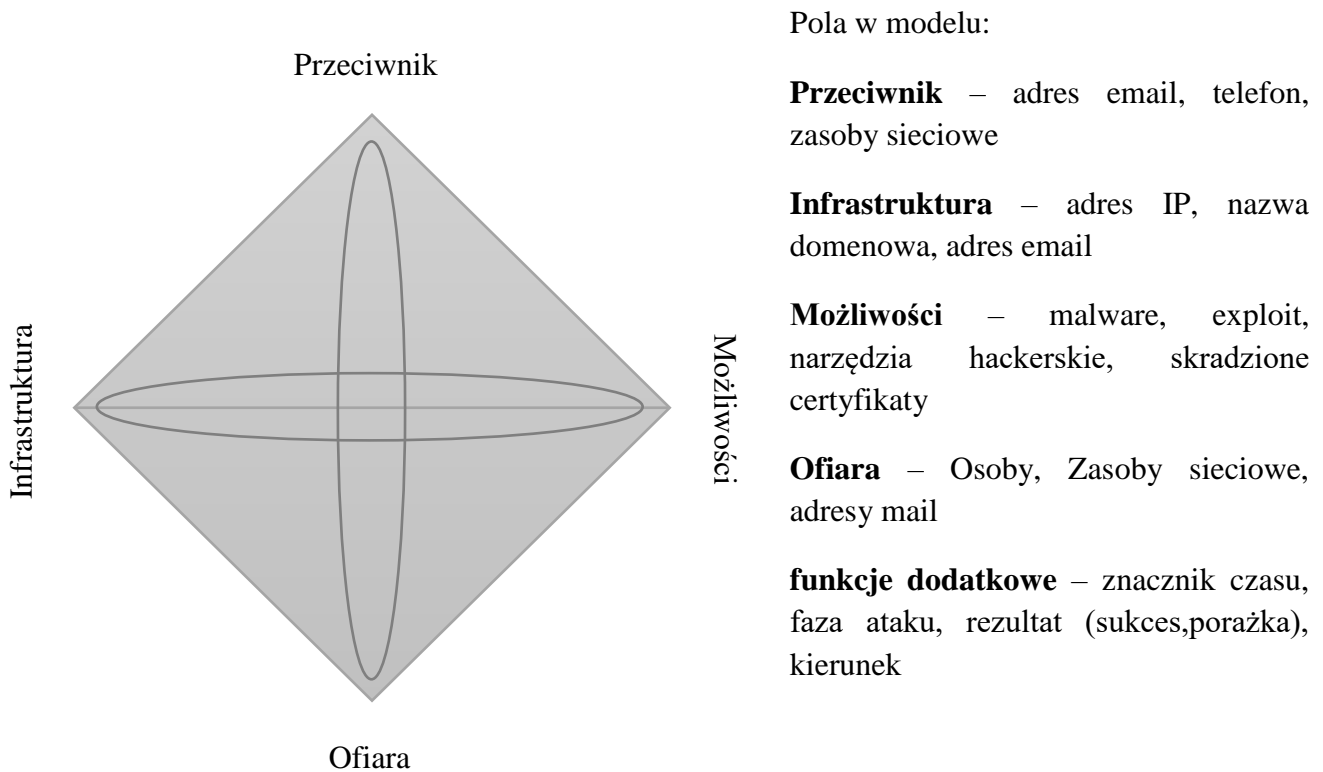 Przeciwnik
Infrastruktura
Możliwości
Ofiara
Pola w modelu:
Przeciwnik – adres email, telefon,
zasoby sieciowe
Infrastruktura – adres IP, nazwa
domenowa, adres email
Możliwości – malware, exploit,
narzędzia hackerskie, skradzione
certyfikaty
Ofiara – Osoby, Zasoby sieciowe,
adresy mail
funkcje dodatkowe – znacznik czasu,
faza ataku, rezultat (sukces,porażka),
kierunek